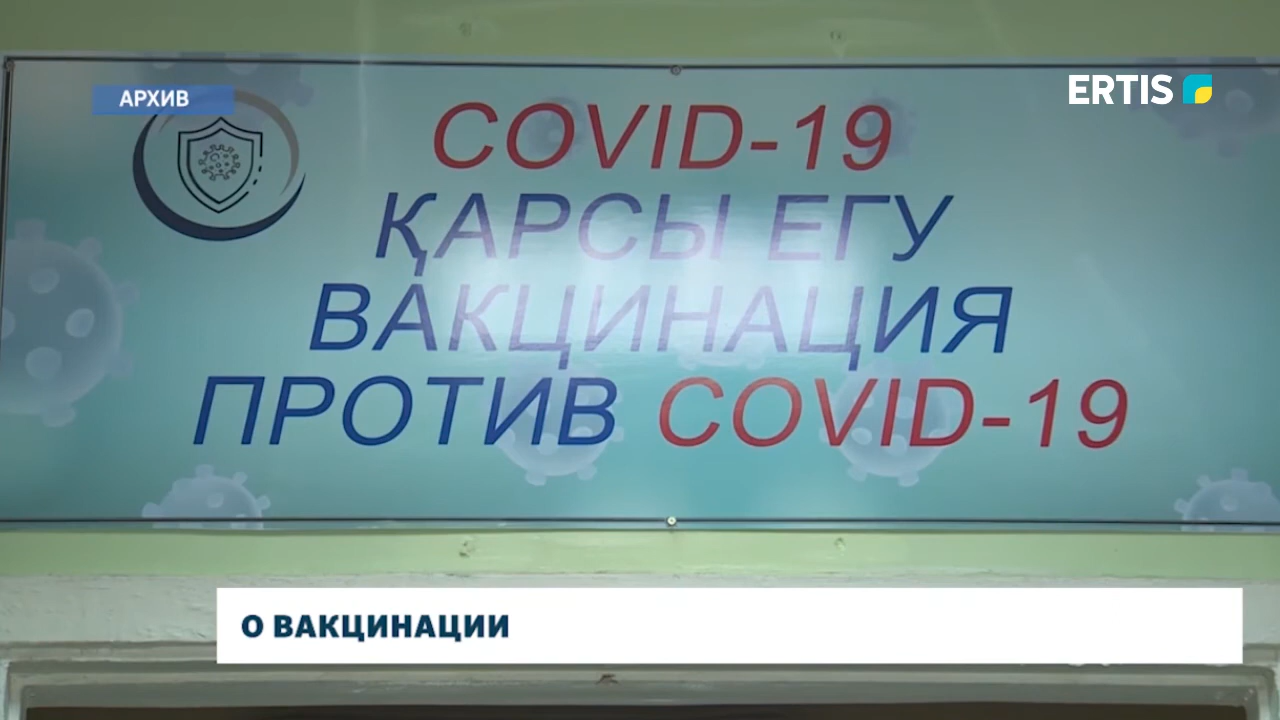 АРХИВ
ERTIS
COVID-19
ҚАРСЫ ЕГУ
ВАКЦИНАЦИЯ
ПРОТИВ COVID-19
О ВАКЦИНАЦИИ